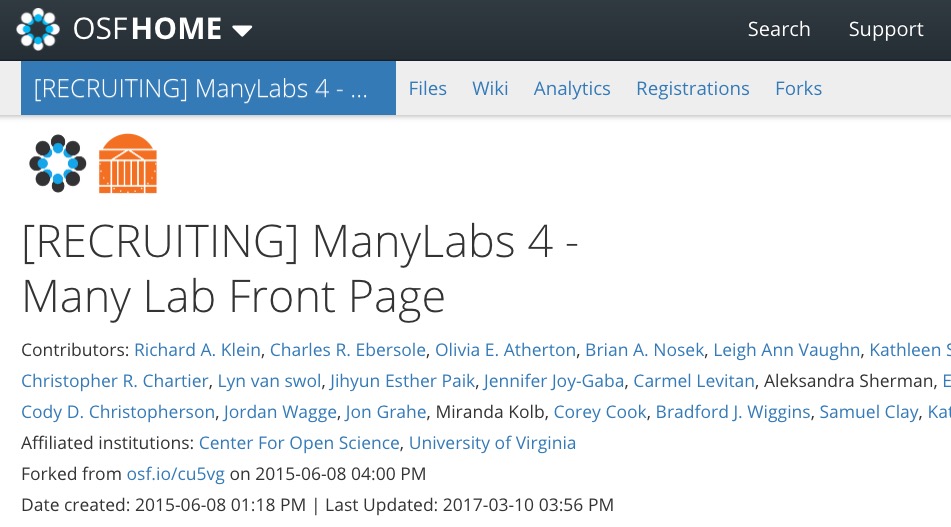 OSFHOME
Search Support
[RECRUITING] ManyLabs 4 - ... Files Wiki Analytics Registrations Forks
[RECRUITING] ManyLabs 4 -
Many Lab Front Page
Contributors: Richard A. Klein, Charles R. Ebersole, Olivia E. Atherton, Brian A. Nosek, Leigh Ann Vaughn, Kathleen S
Christopher R. Chartier, Lyn van swol, Jihyun Esther Paik, Jennifer Joy-Gaba, Carmel Levitan, Aleksandra Sherman, E
Cody D. Christopherson, Jordan Wagge, Jon Grahe, Miranda Kolb, Corey Cook, Bradford J. Wiggins, Samuel Clay, Kat
Affiliated institutions: Center For Open Science, University of Virginia
Forked from osf.io/cu5vg on 2015-06-08 04:00 PM
Date created: 2015-06-08 01:18 PM | Last Updated: 2017-03-10 03:56 PM